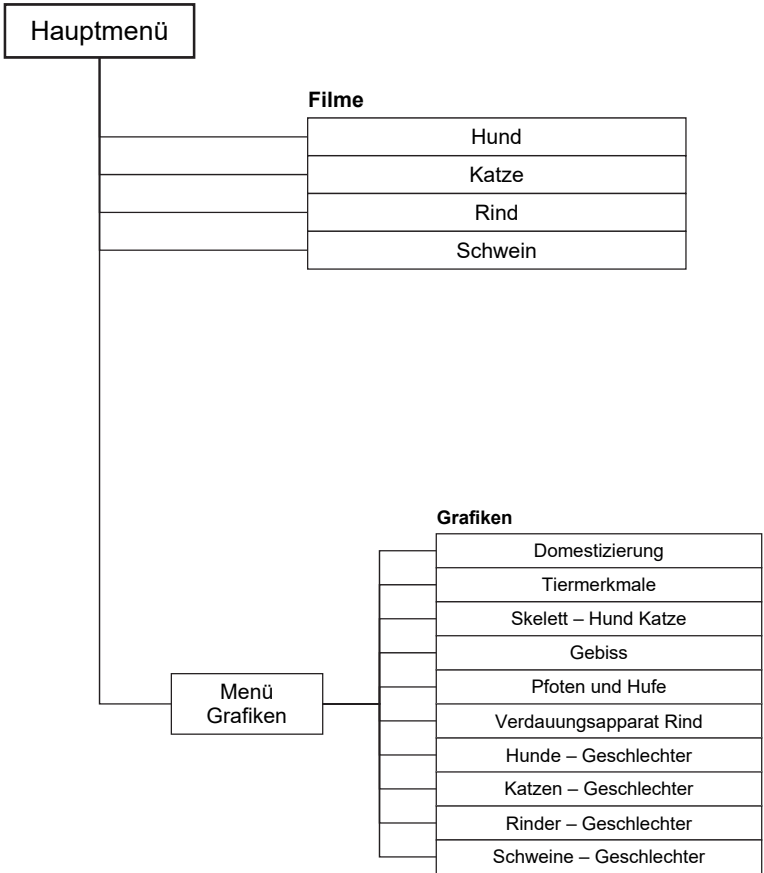 Hauptmenü
Filme
Hund
Katze
Rind
Schwein
Grafiken
Domestizierung
Tiermerkmale
Skelett – Hund Katze
Gebiss
Pfoten und Hufe
Menü
Grafiken
Verdauungsapparat Rind
Hunde – Geschlechter
Katzen – Geschlechter
Rinder – Geschlechter
Schweine – Geschlechter